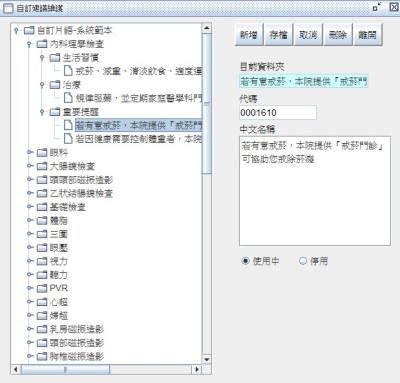 自訂建議維護
自訂片語-系統範本
內科理學檢查
生活習慣
戒菸、減重、清淡飲食、適度運
治療
規律服藥，並定期家庭醫學科門
重要提醒
若有意戒菸，本院提供「戒菸門
若因健康需要控制體重者，本院
眼科
大腸鏡檢查
頭頸部磁振造影
乙狀結腸鏡檢查
基礎檢查
體脂
三圍
眼壓
視力
聽力
PVR
心超
婦超
乳房磁振造影
頭部磁振造影
胸椎磁振造影
新增 存檔 取消 刪除 離開
目前資料夾
若有意戒菸，本院提供「戒菸門
代碼
0001610
中文名稱
若有意戒菸，本院提供「戒菸門診」
可協助您戒除菸癮
使用中 停用